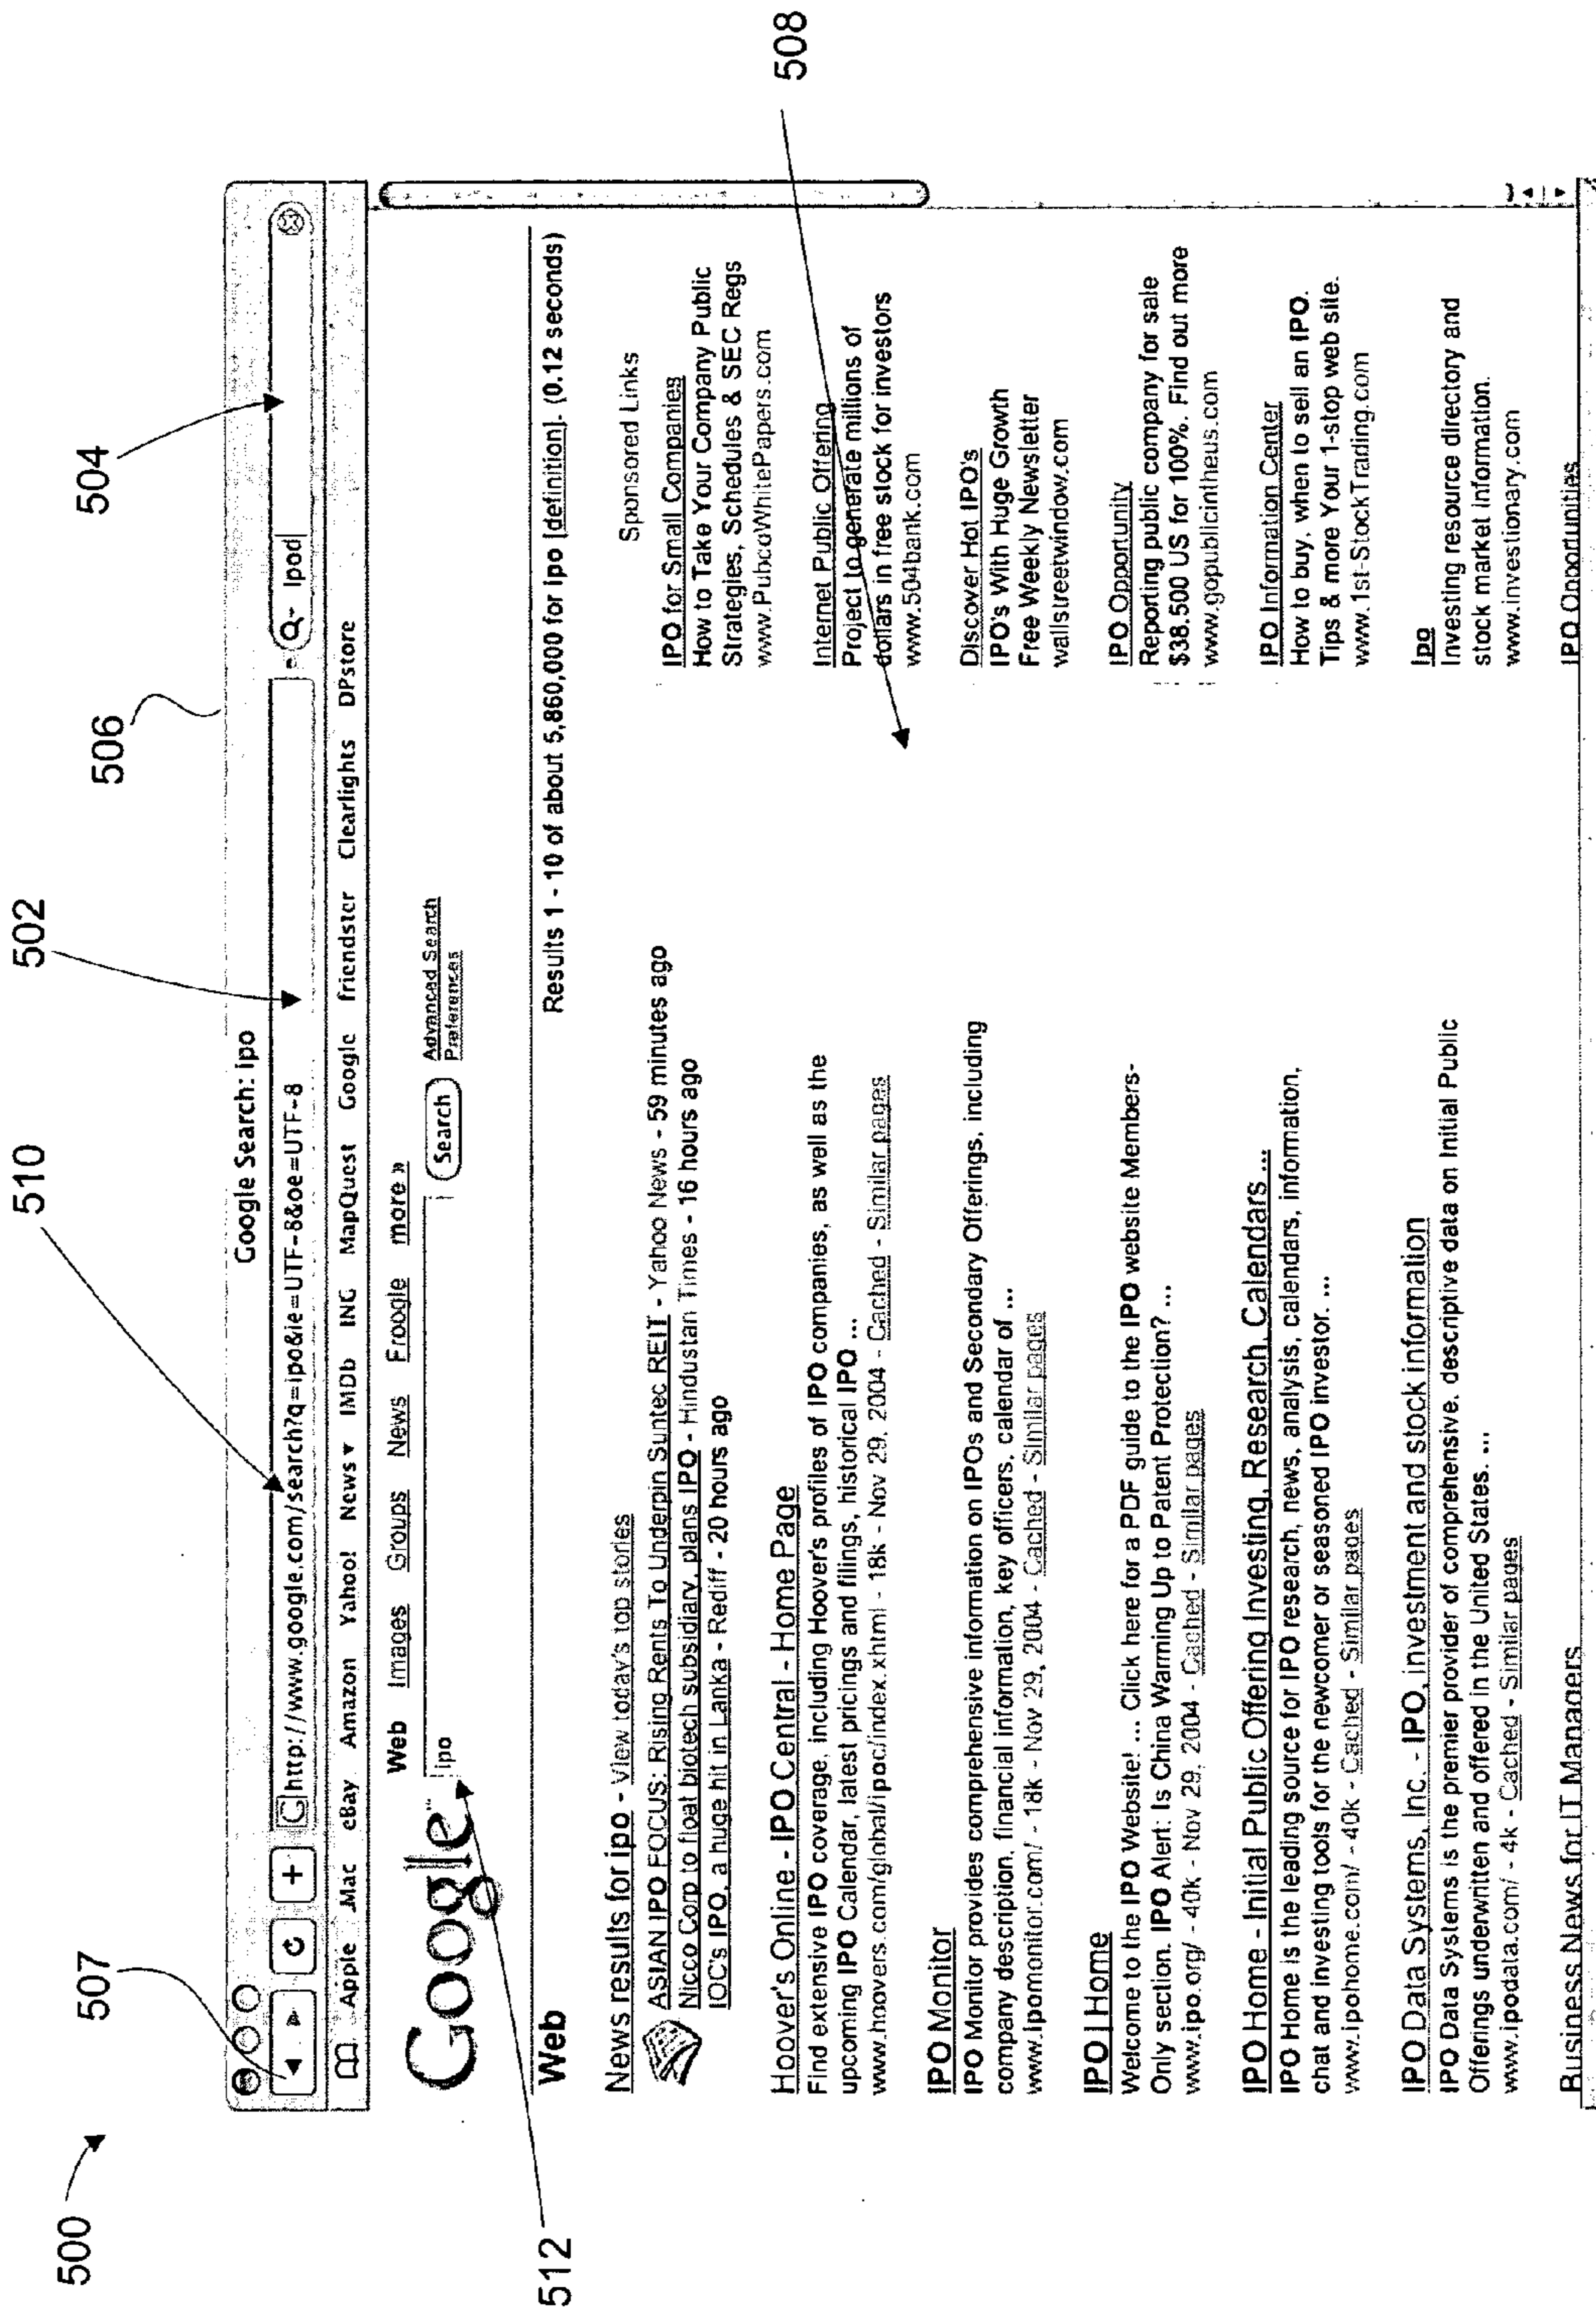 500
507
510
502
506
504
508
512
Google Search: ipo
http://www.google.com/search?q=ipo&ie=UTF-8&oe=UTF-8
ipod
Apple .Mac eBay Amazon Yahoo! News ▼ IMDb ING MapQuest Google friendster Clearlights DPstore
Google™
Web Images Groups News Froogle more »
ipo
Search
Advanced Search
Preferences
Web
Results 1 - 10 of about 5,860,000 for ipo [definition]. (0.12 seconds)
News results for ipo - View today's top stories
ASIAN IPO FOCUS: Rising Rents To Underpin Suntec REIT - Yahoo News - 59 minutes ago
Nicco Corp to float biotech subsidiary, plans IPO - Hindustan Times - 16 hours ago
IOC's IPO, a huge hit in Lanka - Rediff - 20 hours ago
Hoover's Online - IPO Central - Home Page
Find extensive IPO coverage, including Hoover's profiles of IPO companies, as well as the
upcoming IPO Calendar, latest pricings and filings, historical IPO ...
www.hoovers.com/global/ipoc/index.xhtml - 18k - Nov 29, 2004 - Cached - Similar pages
IPO Monitor
IPO Monitor provides comprehensive information on IPOs and Secondary Offerings, including
company description, financial information, key officers, calendar of ...
www.ipomonitor.com/ - 18k - Nov 29, 2004 - Cached - Similar pages
IPO | Home
Welcome to the IPO Website! ... Click here for a PDF guide to the IPO website Members-
Only section. IPO Alert: Is China Warming Up to Patent Protection? ...
www.ipo.org/ - 40k - Nov 29, 2004 - Cached - Similar pages
IPO Home - Initial Public Offering Investing, Research, Calendars ...
IPO Home is the leading source for IPO research, news, analysis, calendars, information,
chat and investing tools for the newcomer or seasoned IPO investor. ...
www.ipohome.com/ - 40k - Cached - Similar pages
IPO Data Systems, Inc. - IPO, investment and stock information
IPO Data Systems is the premier provider of comprehensive, descriptive data on Initial Public
Offerings underwritten and offered in the United States. ...
www.ipodata.com/ - 4k - Cached - Similar pages
Business News for IT Managers
Sponsored Links
IPO for Small Companies
How to Take Your Company Public
Strategies, Schedules & SEC Regs
www.PubcoWhitePapers.com
Internet Public Offering
Project to generate millions of
dollars in free stock for investors
www.504bank.com
Discover Hot IPO's
IPO's With Huge Growth
Free Weekly Newsletter
wallstreetwindow.com
IPO Opportunity
Reporting public company for sale
$38.500 US for 100%. Find out more
www.gopublicintheus.com
IPO Information Center
How to buy, when to sell an IPO.
Tips & more Your 1-stop web site.
www.1st-StockTrading.com
Ipo
Investing resource directory and
stock market information.
www.investionary.com
IPO Opportunities